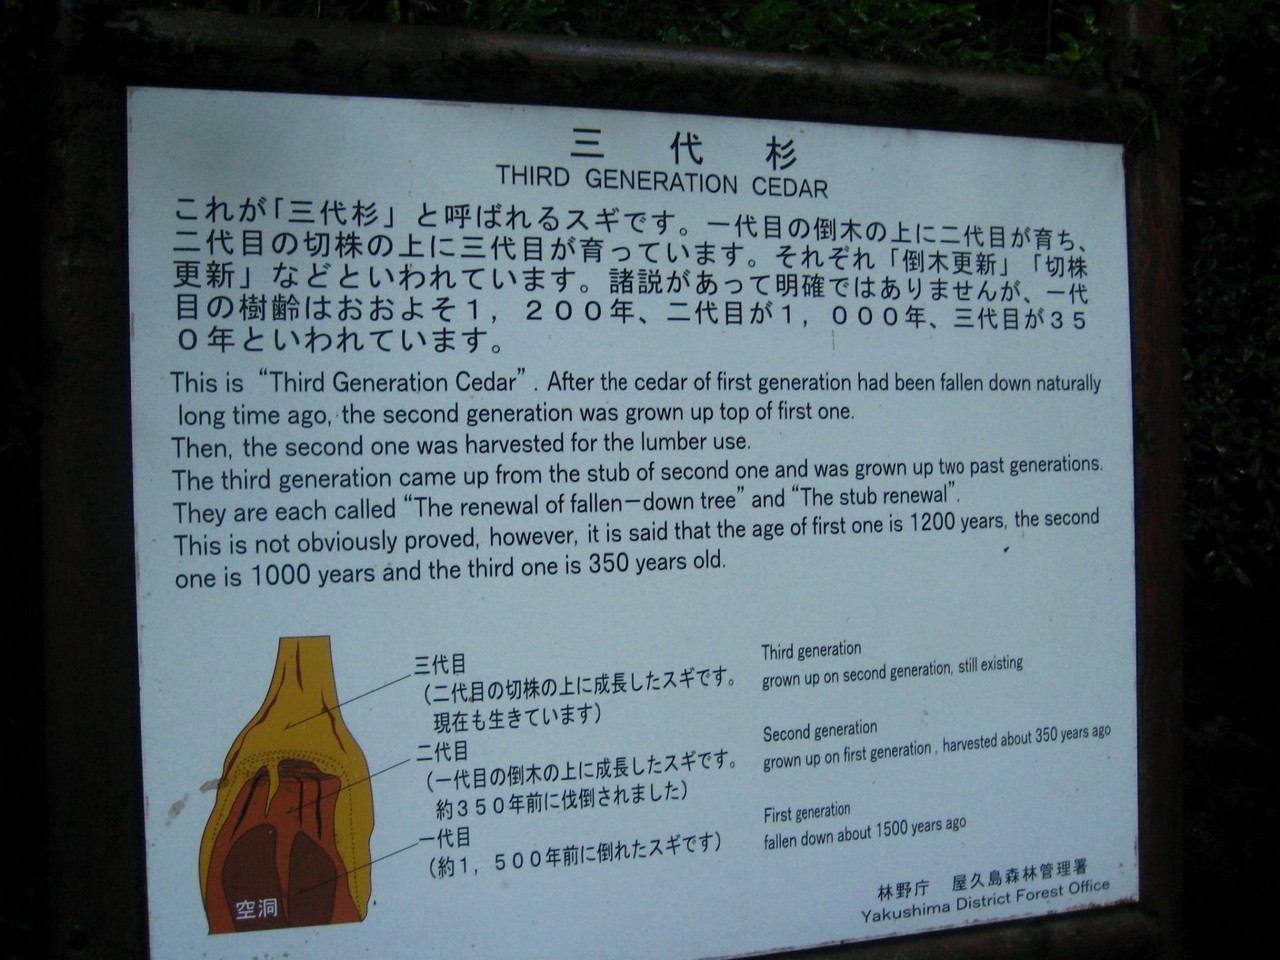 三代杉
THIRD GENERATION CEDAR
これが「三代杉」と呼ばれるスギです。一代目の倒木の上に二代目が育ち、
二代目の切株の上に三代目が育っています。それぞれ「倒木更新」「切株
更新」などといわれています。諸説があって明確ではありませんが、一代
目の樹齢はおおよそ１，２００年、二代目が１，０００年、三代目が３５
０年といわれています。
This is “Third Generation Cedar”. After the cedar of first generation had been fallen down naturally
long time ago, the second generation was grown up top of first one.
Then, the second one was harvested for the lumber use.
The third generation came up from the stub of second one and was grown up two past generations.
They are each called “The renewal of fallen－down tree” and “The stub renewal”.
This is not obviously proved, however, it is said that the age of first one is 1200 years, the second
one is 1000 years and the third one is 350 years old.
三代目
（二代目の切株の上に成長したスギです。
現在も生きています）
Third generation
grown up on second generation, still existing
二代目
（一代目の倒木の上に成長したスギです。
約３５０年前に伐倒されました）
Second generation
grown up on first generation, harvested about 350 years ago
一代目
（約１，５００年前に倒れたスギです）
First generation
fallen down about 1500 years ago
空洞
林野庁　屋久島森林管理署
Yakushima District Forest Office